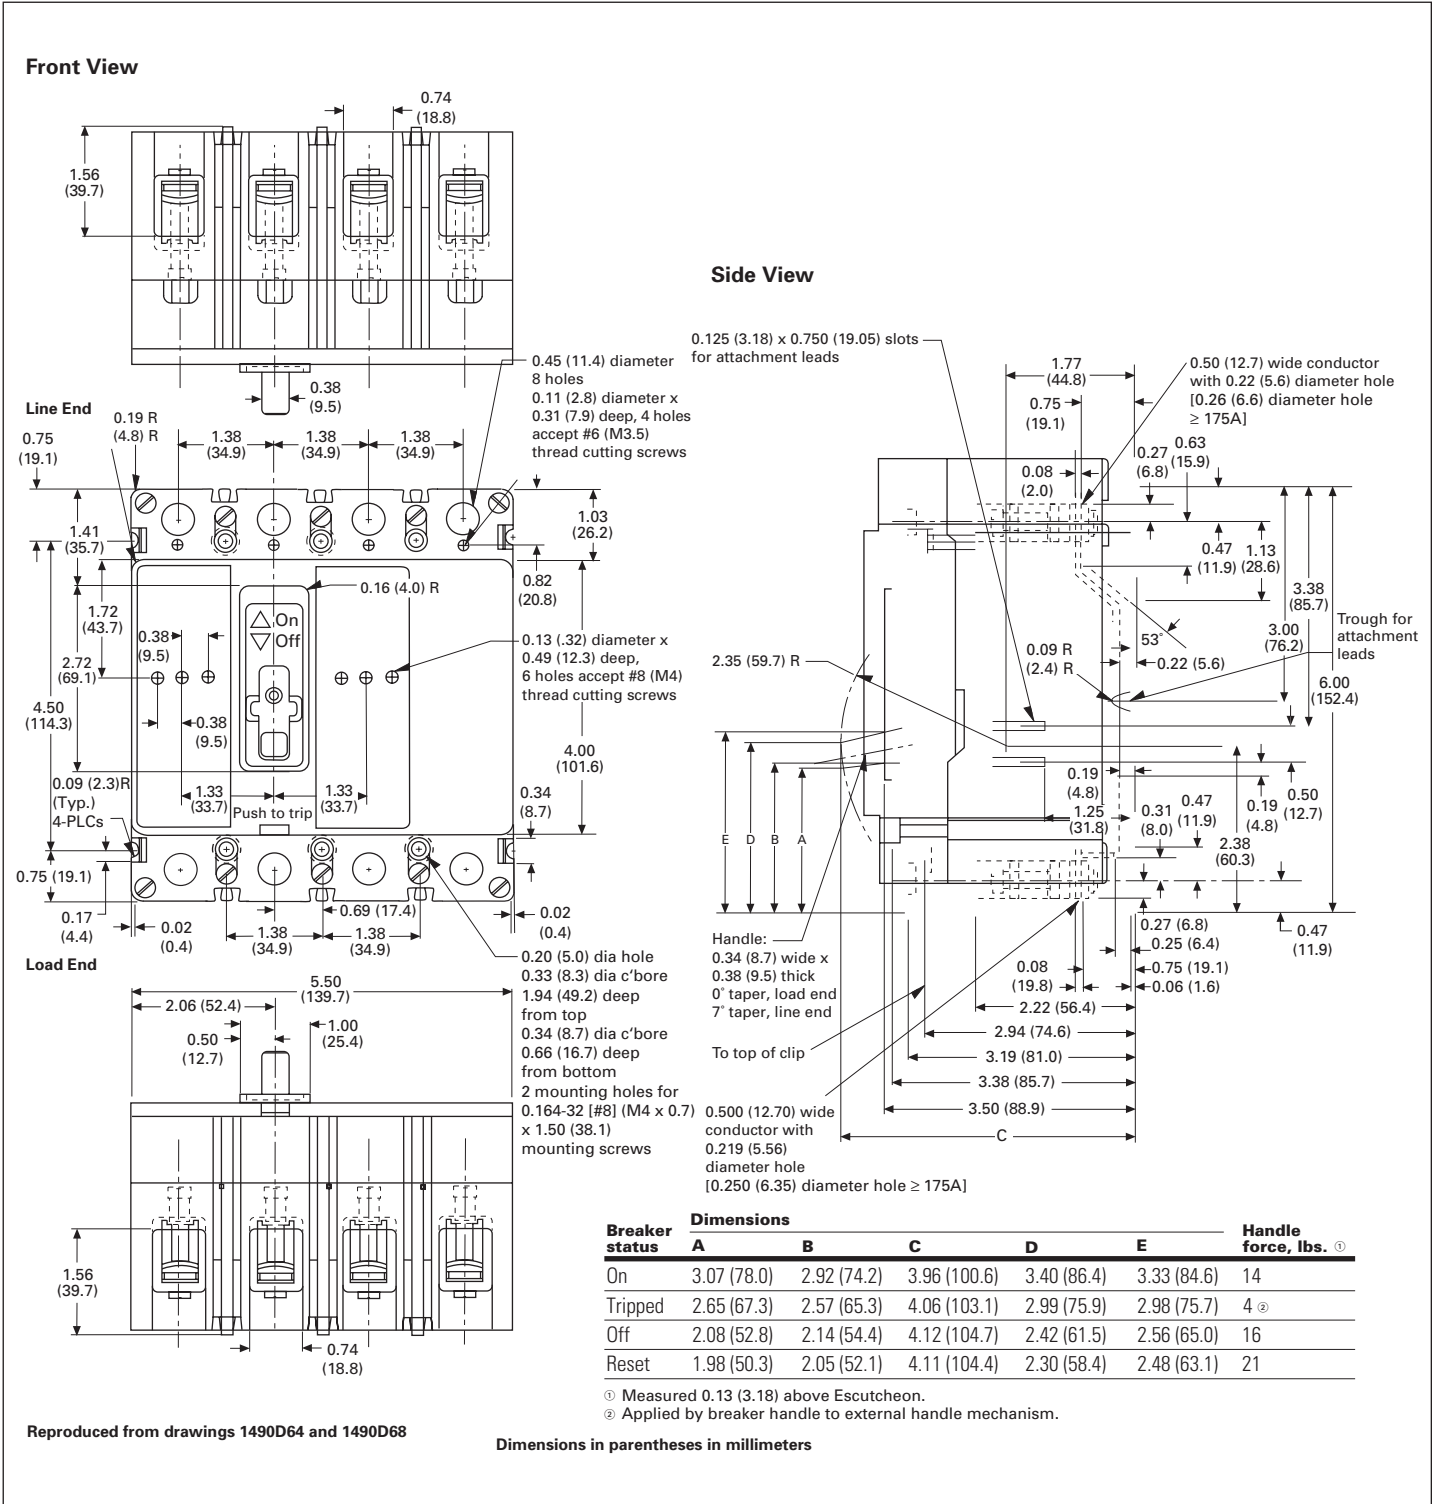 Front View
0.74
(18.8)
1.56
(39.7)
0.38
(9.5)
Line End
0.19 R
(4.8) R
0.75
(19.1)
1.38
(34.9)
1.38
(34.9)
1.38
(34.9)
0.45 (11.4) diameter
8 holes
0.11 (2.8) diameter x
0.31 (7.9) deep, 4 holes
accept #6 (M3.5)
thread cutting screws
1.41
(35.7)
1.03
(26.2)
0.82
(20.8)
0.16 (4.0) R
On
Off
1.72
(43.7)
0.38
(9.5)
2.72
(69.1)
4.50
(114.3)
0.38
(9.5)
0.13 (.32) diameter x
0.49 (12.3) deep,
6 holes accept #8 (M4)
thread cutting screws
4.00
(101.6)
0.09 (2.3)R
(Typ.)
4-PLCs
1.33
(33.7)
1.33
(33.7)
Push to trip
0.34
(8.7)
0.75 (19.1)
0.17
(4.4)
0.02
(0.4)
0.69 (17.4)
1.38
(34.9)
1.38
(34.9)
0.02
(0.4)
Load End
0.20 (5.0) dia hole
0.33 (8.3) dia c'bore
1.94 (49.2) deep
from top
0.34 (8.7) dia c'bore
0.66 (16.7) deep
from bottom
2 mounting holes for
0.164-32 [#8] (M4 x 0.7)
x 1.50 (38.1)
mounting screws
5.50
(139.7)
2.06 (52.4)
0.50
(12.7)
1.00
(25.4)
1.56
(39.7)
0.74
(18.8)
Side View
0.125 (3.18) x 0.750 (19.05) slots
for attachment leads
1.77
(44.8)
0.75
(19.1)
0.50 (12.7) wide conductor
with 0.22 (5.6) diameter hole
[0.26 (6.6) diameter hole
≥ 175A]
0.08
(2.0)
0.27
(6.8)
0.63
(15.9)
0.47
(11.9)
1.13
(28.6)
3.38
(85.7)
3.00
(76.2)
Trough for
attachment
leads
53°
0.09 R
(2.4) R
0.22 (5.6)
6.00
(152.4)
2.35 (59.7) R
0.19
(4.8)
1.25
(31.8)
0.31
(8.0)
0.47
(11.9)
0.19
(4.8)
0.50
(12.7)
2.38
(60.3)
E D B A
Handle:
0.34 (8.7) wide x
0.38 (9.5) thick
0° taper, load end
7° taper, line end
0.27 (6.8)
0.25 (6.4)
0.47
(11.9)
0.08
(19.8)
0.75 (19.1)
0.06 (1.6)
2.22 (56.4)
2.94 (74.6)
To top of clip
3.19 (81.0)
3.38 (85.7)
3.50 (88.9)
C
0.500 (12.70) wide
conductor with
0.219 (5.56)
diameter hole
[0.250 (6.35) diameter hole ≥ 175A]
Breaker status Dimensions Handle force, lbs. ①
A B C D E
On 3.07 (78.0) 2.92 (74.2) 3.96 (100.6) 3.40 (86.4) 3.33 (84.6) 14
Tripped 2.65 (67.3) 2.57 (65.3) 4.06 (103.1) 2.99 (75.9) 2.98 (75.7) 4 ②
Off 2.08 (52.8) 2.14 (54.4) 4.12 (104.7) 2.42 (61.5) 2.56 (65.0) 16
Reset 1.98 (50.3) 2.05 (52.1) 4.11 (104.4) 2.30 (58.4) 2.48 (63.1) 21
① Measured 0.13 (3.18) above Escutcheon.
② Applied by breaker handle to external handle mechanism.
Reproduced from drawings 1490D64 and 1490D68
Dimensions in parentheses in millimeters